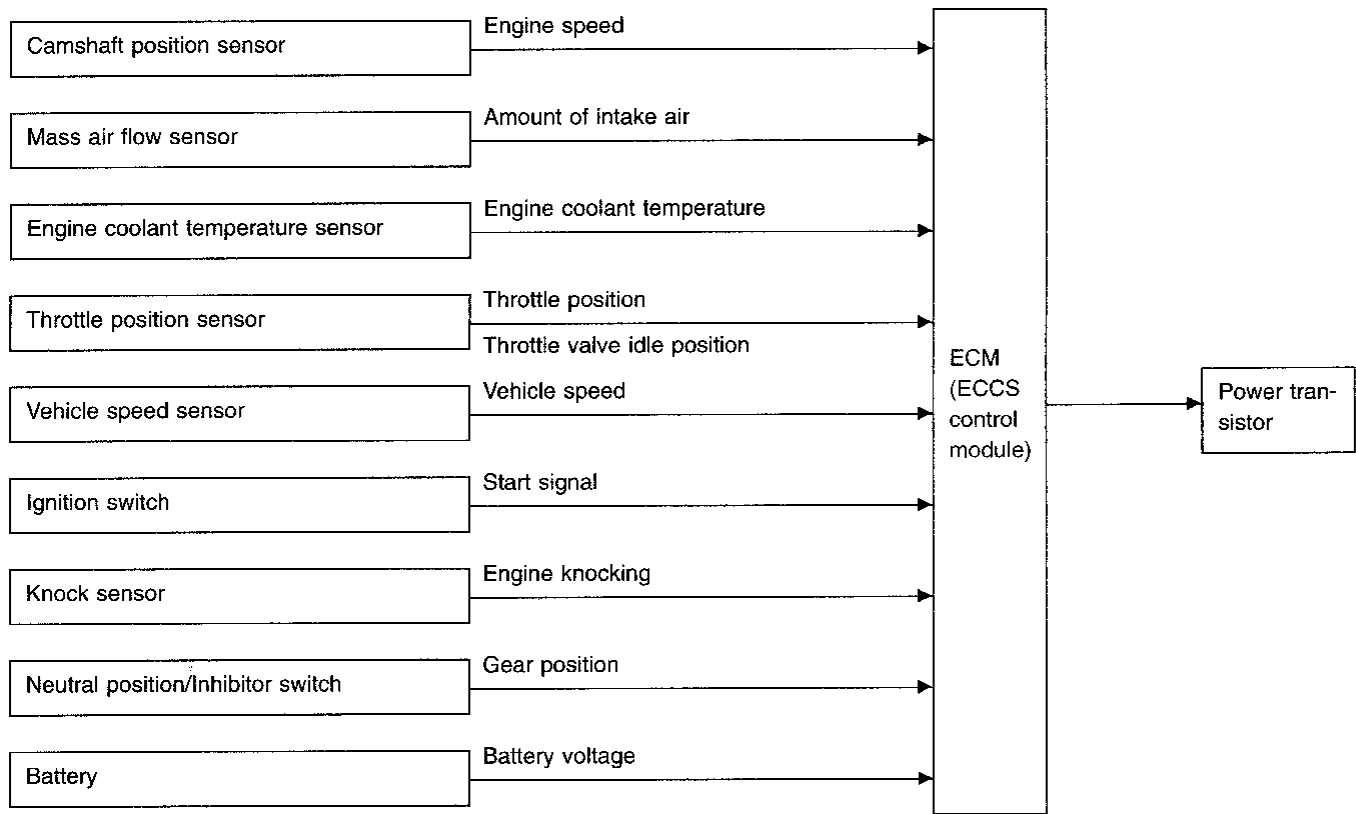 Camshaft position sensor
Engine speed
Mass air flow sensor
Amount of intake air
Engine coolant temperature sensor
Engine coolant temperature
Throttle position sensor
Throttle position
Throttle valve idle position
Vehicle speed sensor
Vehicle speed
Ignition switch
Start signal
Knock sensor
Engine knocking
Neutral position/Inhibitor switch
Gear position
Battery
Battery voltage
ECM
(ECCS
control
module)
Power tran-
sistor